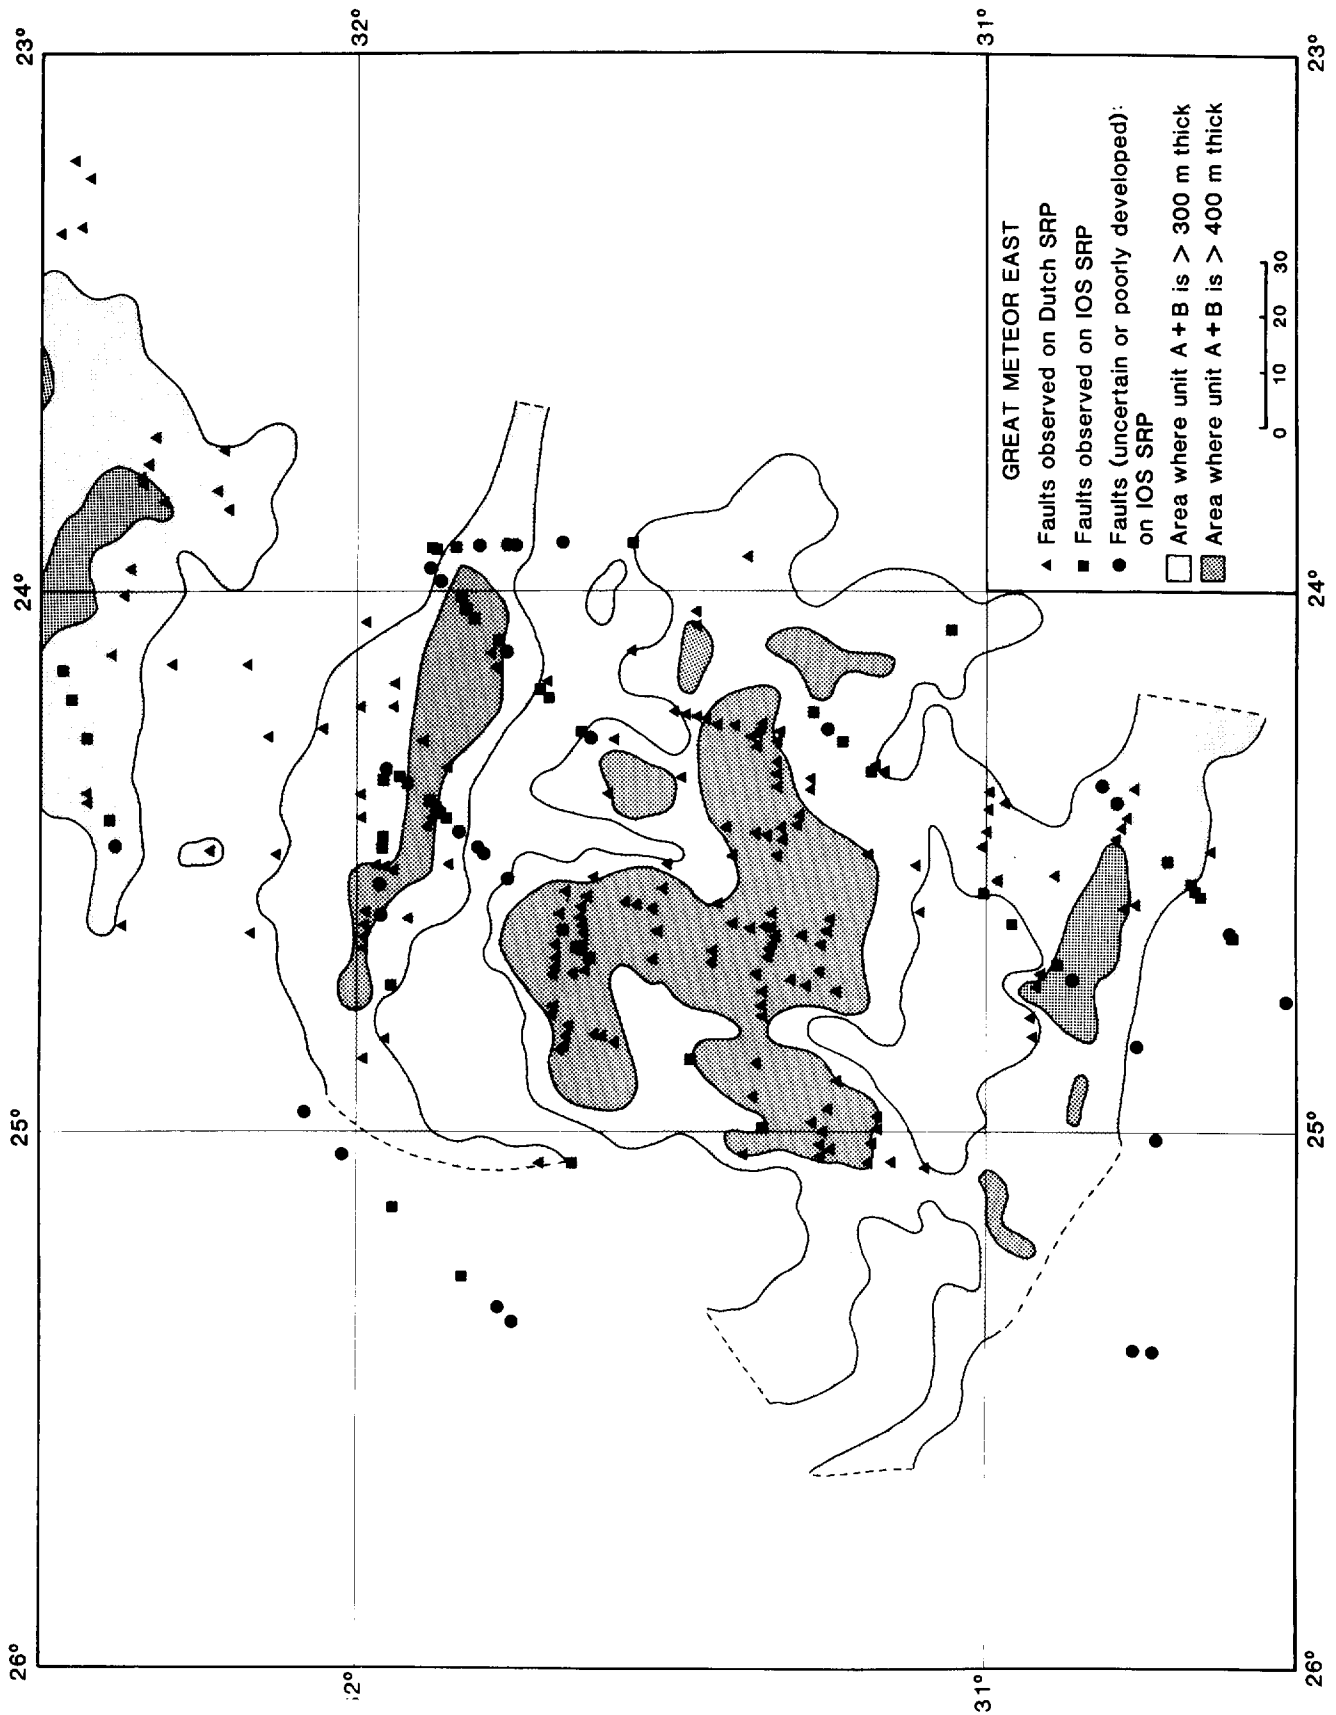 26°
25°
24°
23°
32°
32°
31°
31°
26°
25°
24°
23°
GREAT METEOR EAST
Faults observed on Dutch SRP
Faults observed on IOS SRP
Faults (uncertain or poorly developed):
on IOS SRP
Area where unit A+B is > 300 m thick
Area where unit A+B is > 400 m thick
0 10 20 30